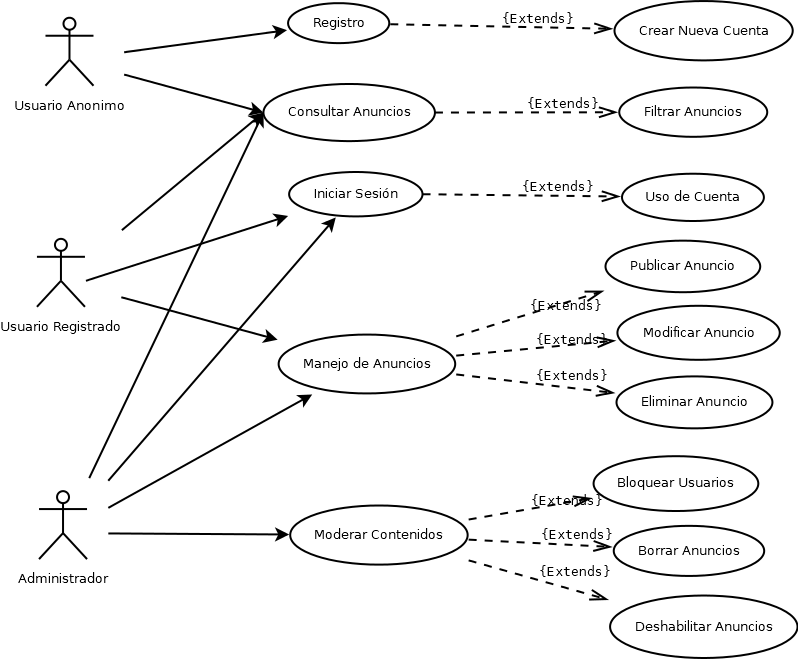 Registro
{Extends}
Crear Nueva Cuenta
Usuario Anonimo
Consultar Anuncios
{Extends}
Filtrar Anuncios
Iniciar Sesión
{Extends}
Uso de Cuenta
Usuario Registrado
Manejo de Anuncios
{Extends}
Publicar Anuncio
{Extends}
Modificar Anuncio
{Extends}
Eliminar Anuncio
Administrador
Moderar Contenidos
{Extends}
Bloquear Usuarios
{Extends}
Borrar Anuncios
{Extends}
Deshabilitar Anuncios